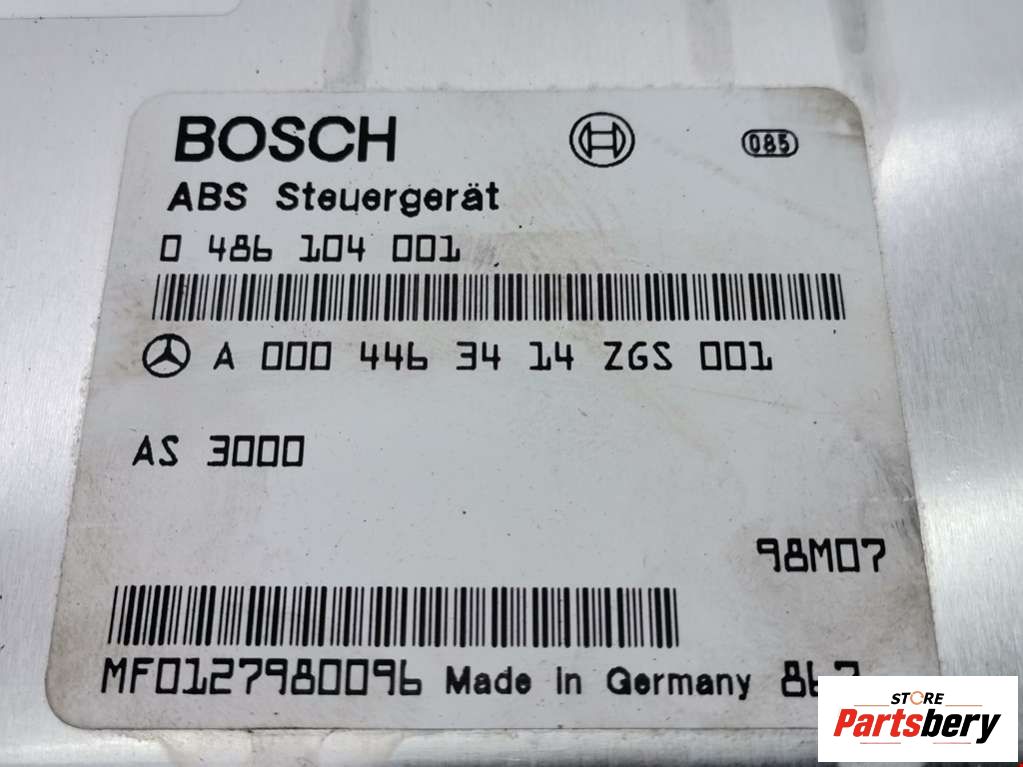 BOSCH
085
ABS Steuergerät
0 486 104 001
A 000 446 34 14 ZGS 001
AS 3000
98M07
MF0127980096 Made in Germany
STORE
Partsbery